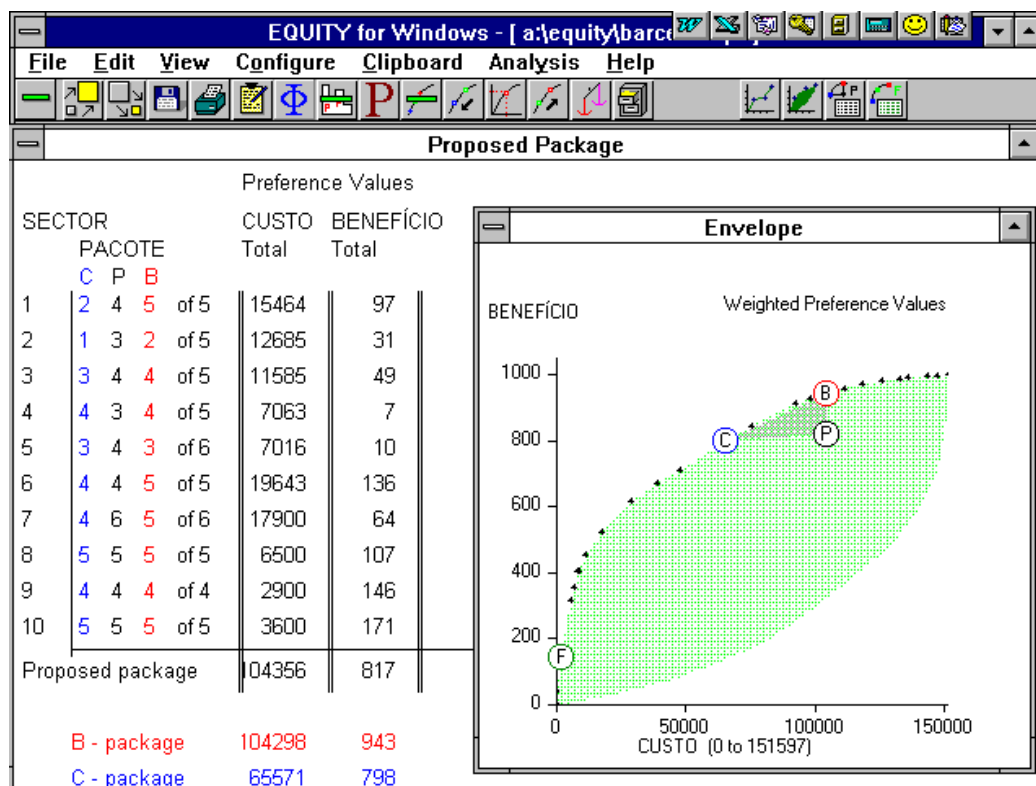 EQUITY for Windows - [ a:\equity\barce
File Edit View Configure Clipboard Analysis Help
Proposed Package
Preference Values
SECTOR CUSTO BENEFÍCIO
PACOTE Total Total
C P B
1 2 4 5 of 5 15464 97
2 1 3 2 of 5 12685 31
3 3 4 4 of 5 11585 49
4 4 3 4 of 5 7063 7
5 3 4 3 of 6 7016 10
6 4 4 5 of 5 19643 136
7 4 6 5 of 6 17900 64
8 5 5 5 of 5 6500 107
9 4 4 4 of 4 2900 146
10 5 5 5 of 5 3600 171
Proposed package 104356 817
B - package 104298 943
C - package 65571 798
Envelope
BENEFÍCIO Weighted Preference Values
1000
800
600
400
200
0
B
C
P
F
0 50000 100000 150000
CUSTO (0 to 151597)